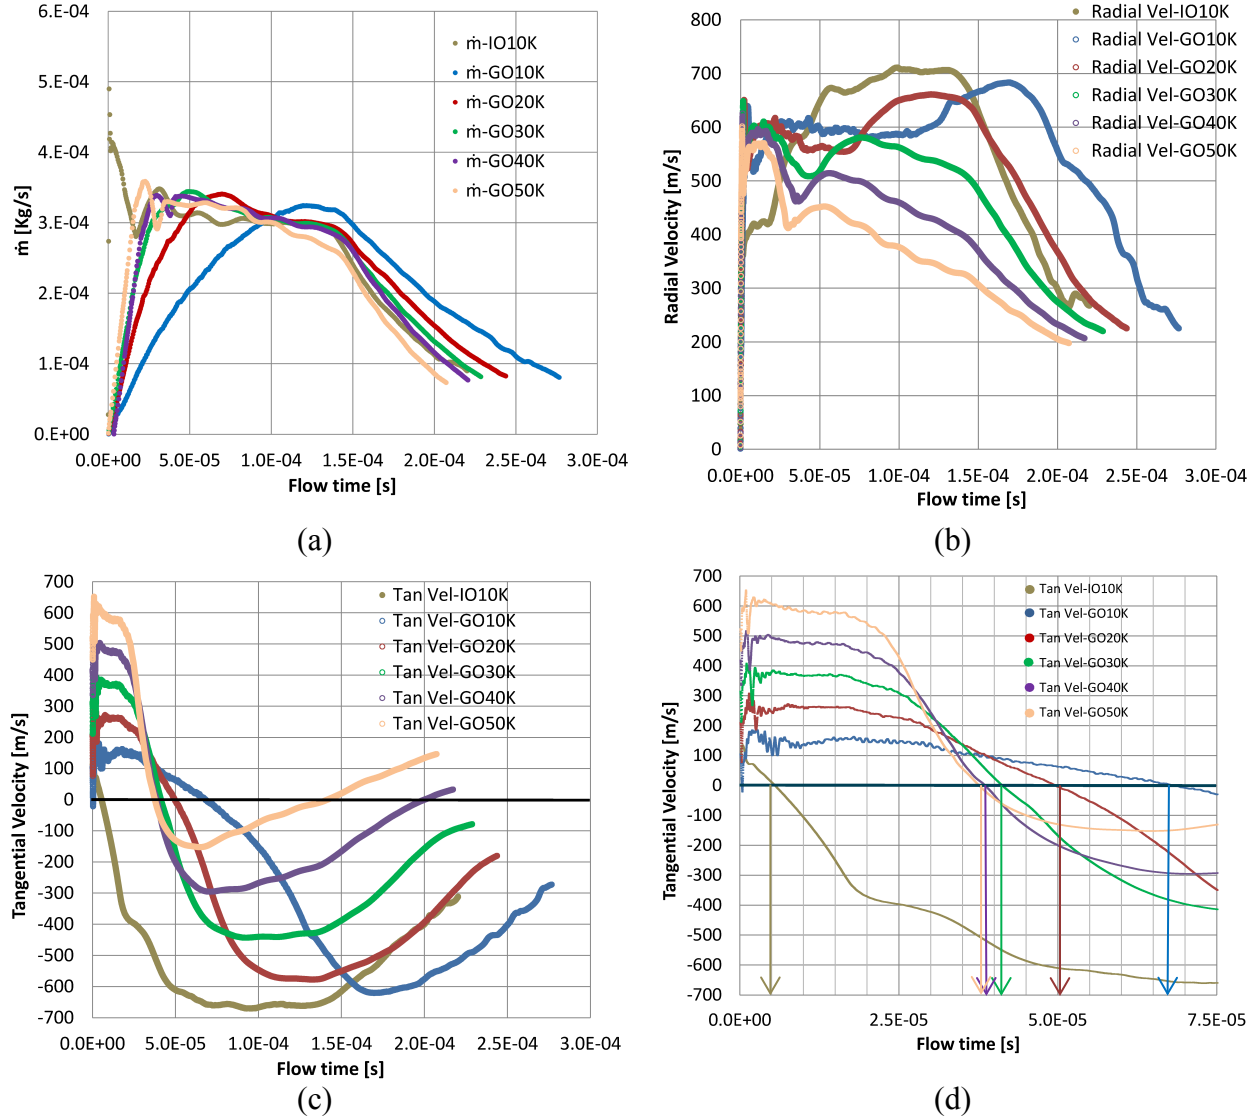 6.E-04
5.E-04
4.E-04
3.E-04
2.E-04
1.E-04
0.E+00
ṁ [Kg/s]
0.0E+00 5.0E-05 1.0E-04 1.5E-04 2.0E-04 2.5E-04 3.0E-04
Flow time [s]
ṁ-IO10K
ṁ-GO10K
ṁ-GO20K
ṁ-GO30K
ṁ-GO40K
ṁ-GO50K
(a)
800
700
600
500
400
300
200
100
0
Radial Velocity [m/s]
0.0E+00 5.0E-05 1.0E-04 1.5E-04 2.0E-04 2.5E-04 3.0E-04
Flow time [s]
Radial Vel-IO10K
Radial Vel-GO10K
Radial Vel-GO20K
Radial Vel-GO30K
Radial Vel-GO40K
Radial Vel-GO50K
(b)
700
600
500
400
300
200
100
0
-100
-200
-300
-400
-500
-600
-700
Tangential Velocity [m/s]
0.0E+00 5.0E-05 1.0E-04 1.5E-04 2.0E-04 2.5E-04 3.0E-04
Flow time [s]
Tan Vel-IO10K
Tan Vel-GO10K
Tan Vel-GO20K
Tan Vel-GO30K
Tan Vel-GO40K
Tan Vel-GO50K
(c)
700
600
500
400
300
200
100
0
-100
-200
-300
-400
-500
-600
-700
Tangential Velocity [m/s]
0.0E+00 2.5E-05 5.0E-05 7.5E-05
Flow time [s]
Tan Vel-IO10K
Tan Vel-GO10K
Tan Vel-GO20K
Tan Vel-GO30K
Tan Vel-GO40K
Tan Vel-GO50K
(d)